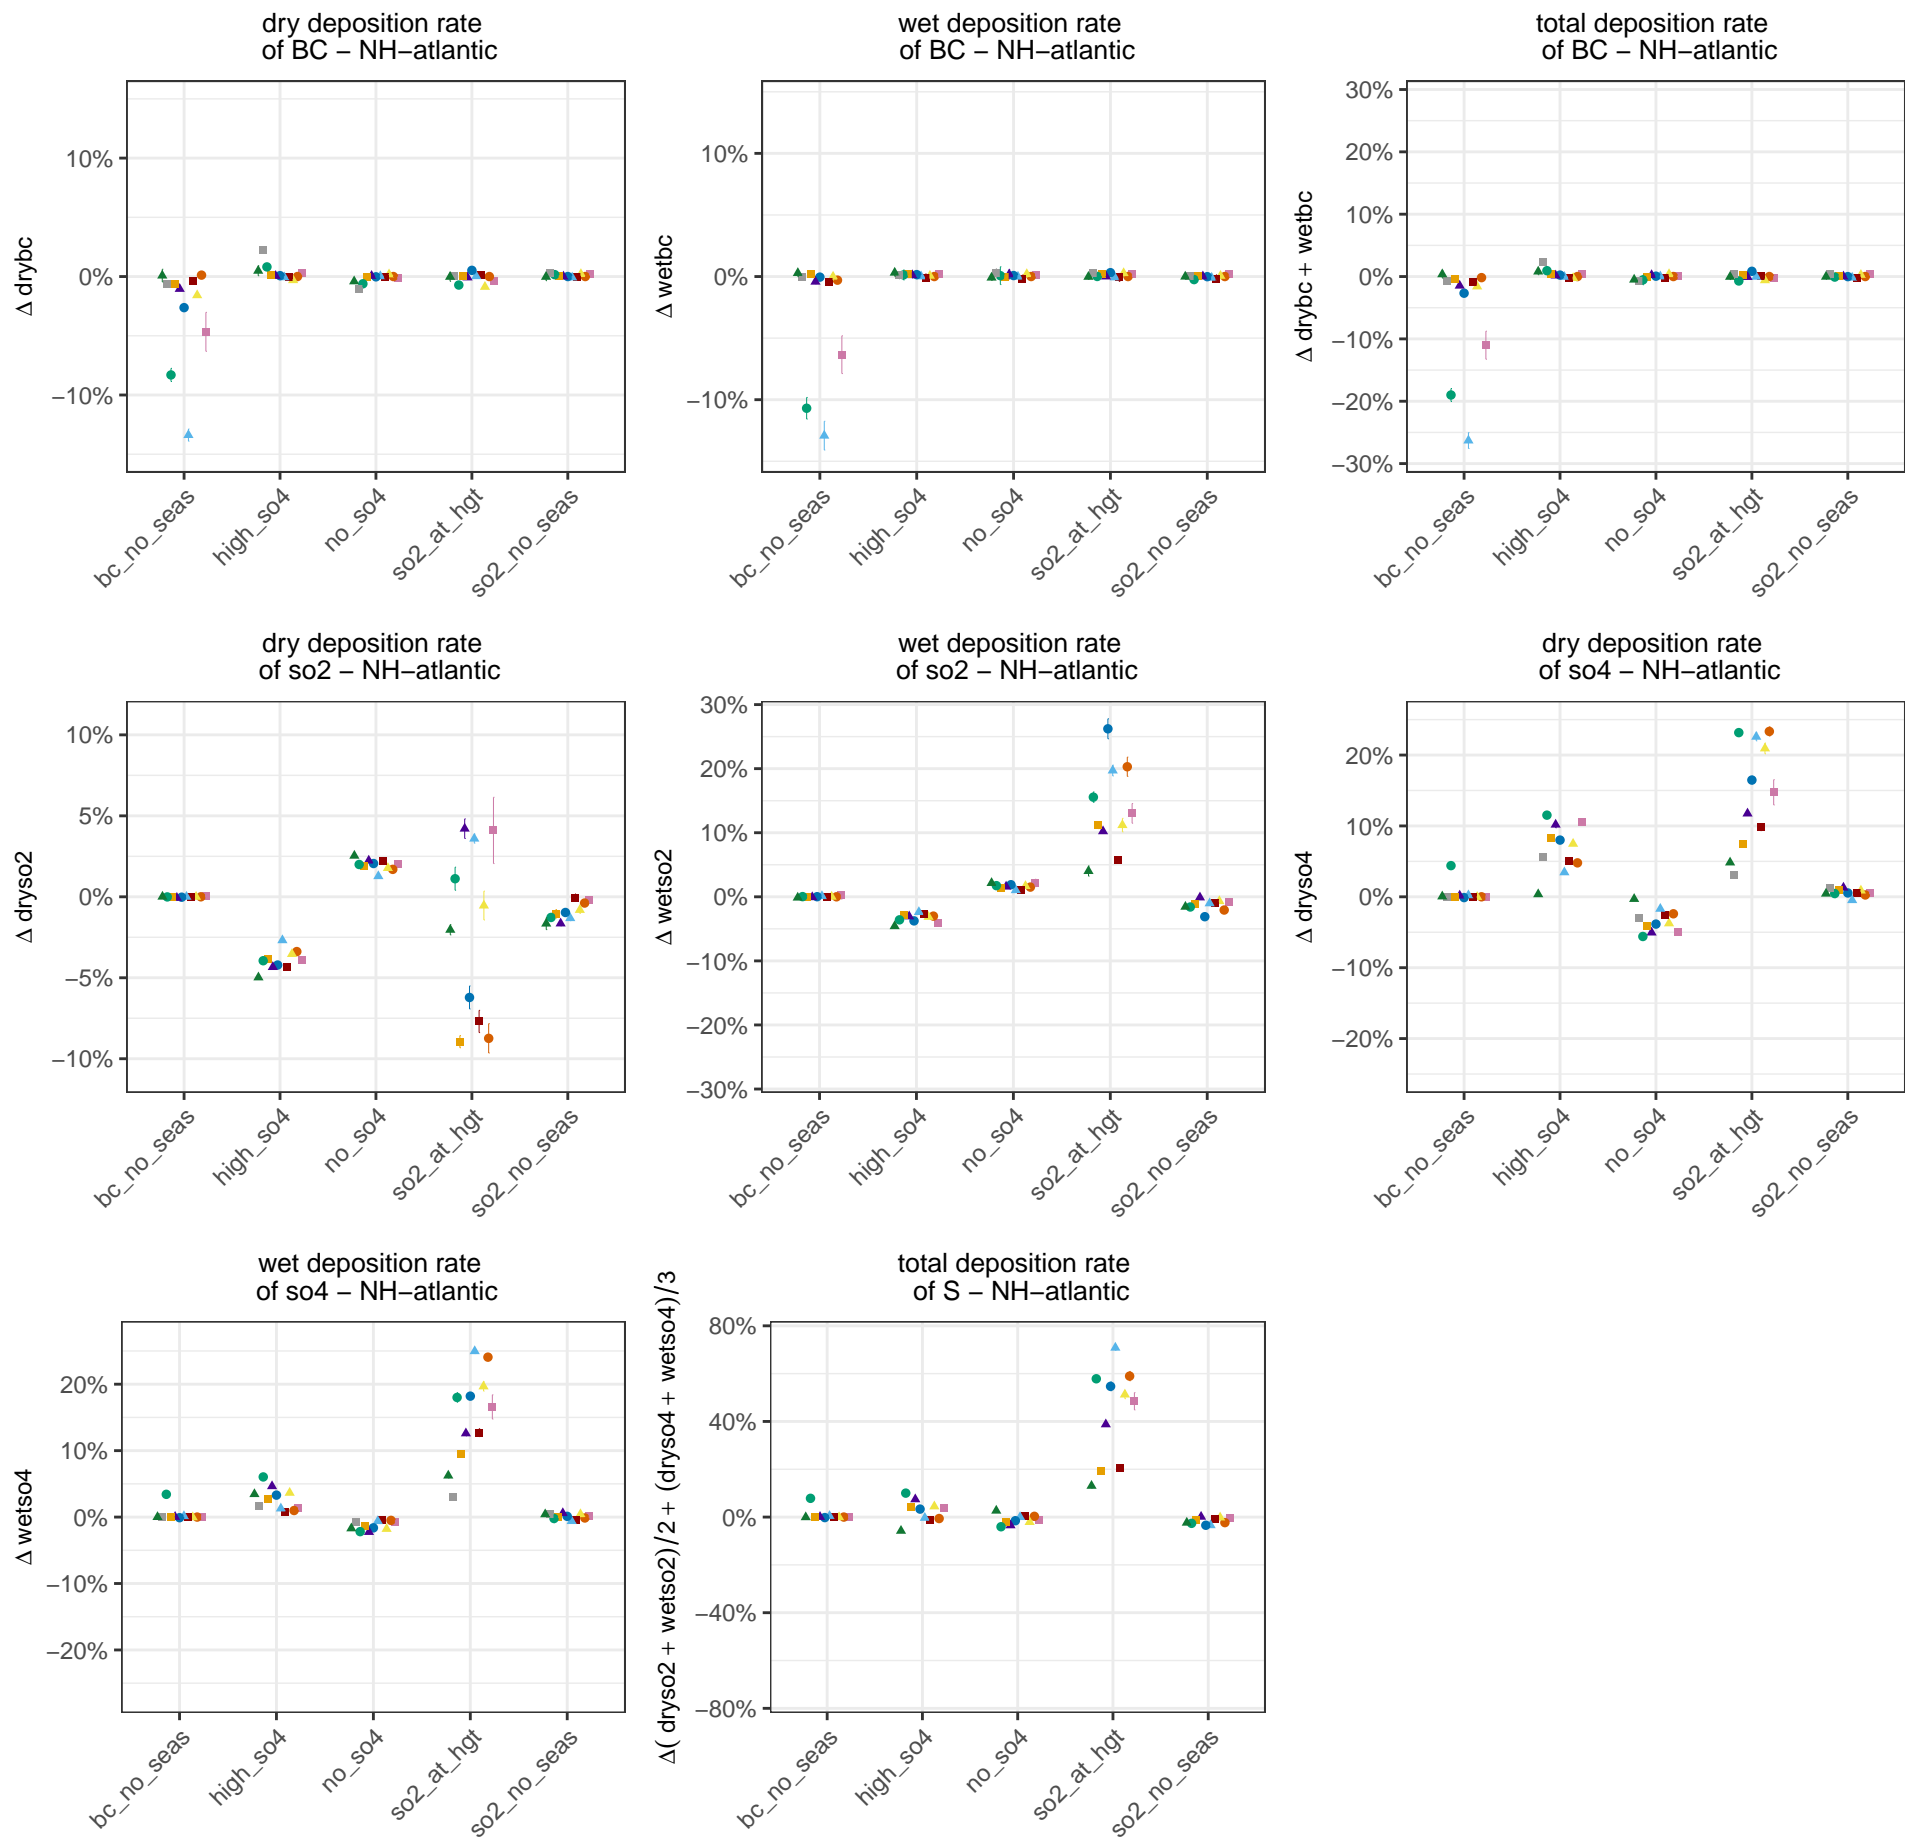 dry deposition rate
of BC − NH−atlantic
Δ drybc
10%
0%
−10%
bc_no_seas
high_so4
no_so4
so2_at_hgt
so2_no_seas
wet deposition rate
of BC − NH−atlantic
Δ wetbc
10%
0%
−10%
bc_no_seas
high_so4
no_so4
so2_at_hgt
so2_no_seas
total deposition rate
of BC − NH−atlantic
Δ drybc + wetbc
30%
20%
10%
0%
−10%
−20%
−30%
bc_no_seas
high_so4
no_so4
so2_at_hgt
so2_no_seas
dry deposition rate
of so2 − NH−atlantic
Δ dryso2
10%
5%
0%
−5%
−10%
bc_no_seas
high_so4
no_so4
so2_at_hgt
so2_no_seas
wet deposition rate
of so2 − NH−atlantic
Δ wetso2
30%
20%
10%
0%
−10%
−20%
−30%
bc_no_seas
high_so4
no_so4
so2_at_hgt
so2_no_seas
dry deposition rate
of so4 − NH−atlantic
Δ dryso4
20%
10%
0%
−10%
−20%
bc_no_seas
high_so4
no_so4
so2_at_hgt
so2_no_seas
wet deposition rate
of so4 − NH−atlantic
Δ wetso4
20%
10%
0%
−10%
−20%
bc_no_seas
high_so4
no_so4
so2_at_hgt
so2_no_seas
total deposition rate
of S − NH−atlantic
Δ( dryso2 + wetso2)/2 + (dryso4 + wetso4)/3
80%
40%
0%
−40%
−80%
bc_no_seas
high_so4
no_so4
so2_at_hgt
so2_no_seas